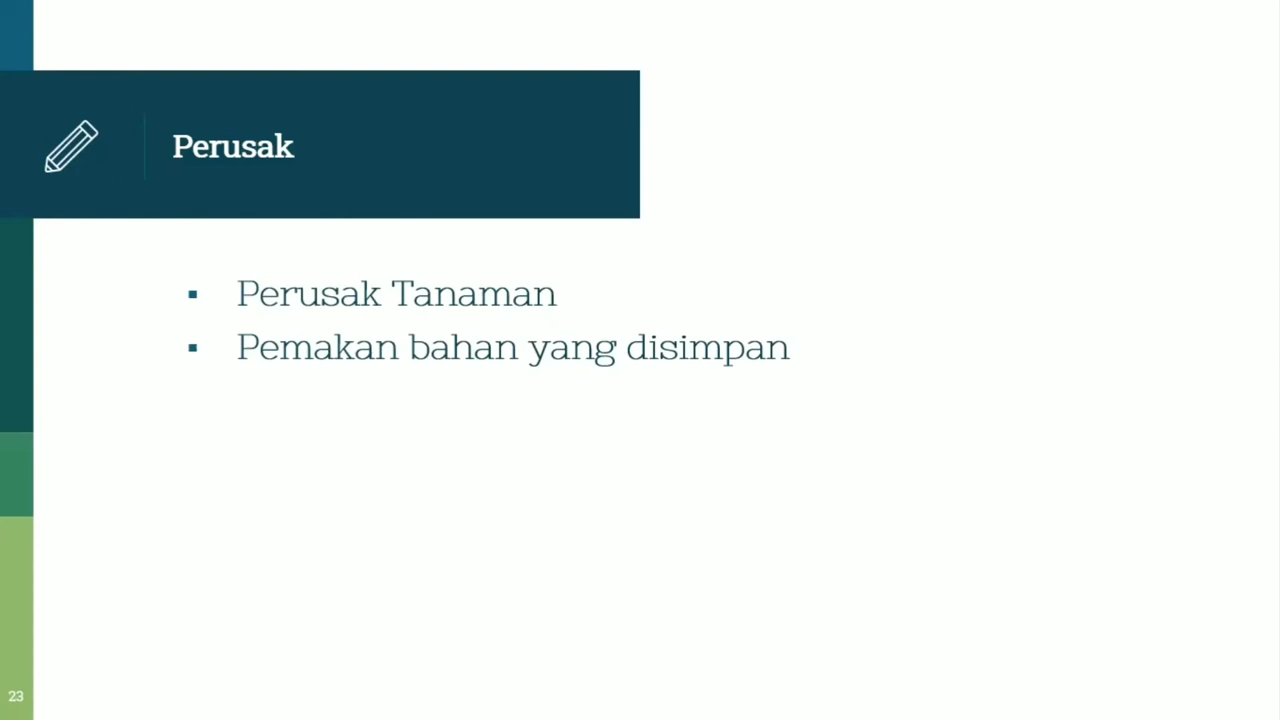 Perusak
▪ Perusak Tanaman
▪ Pemakan bahan yang disimpan
23